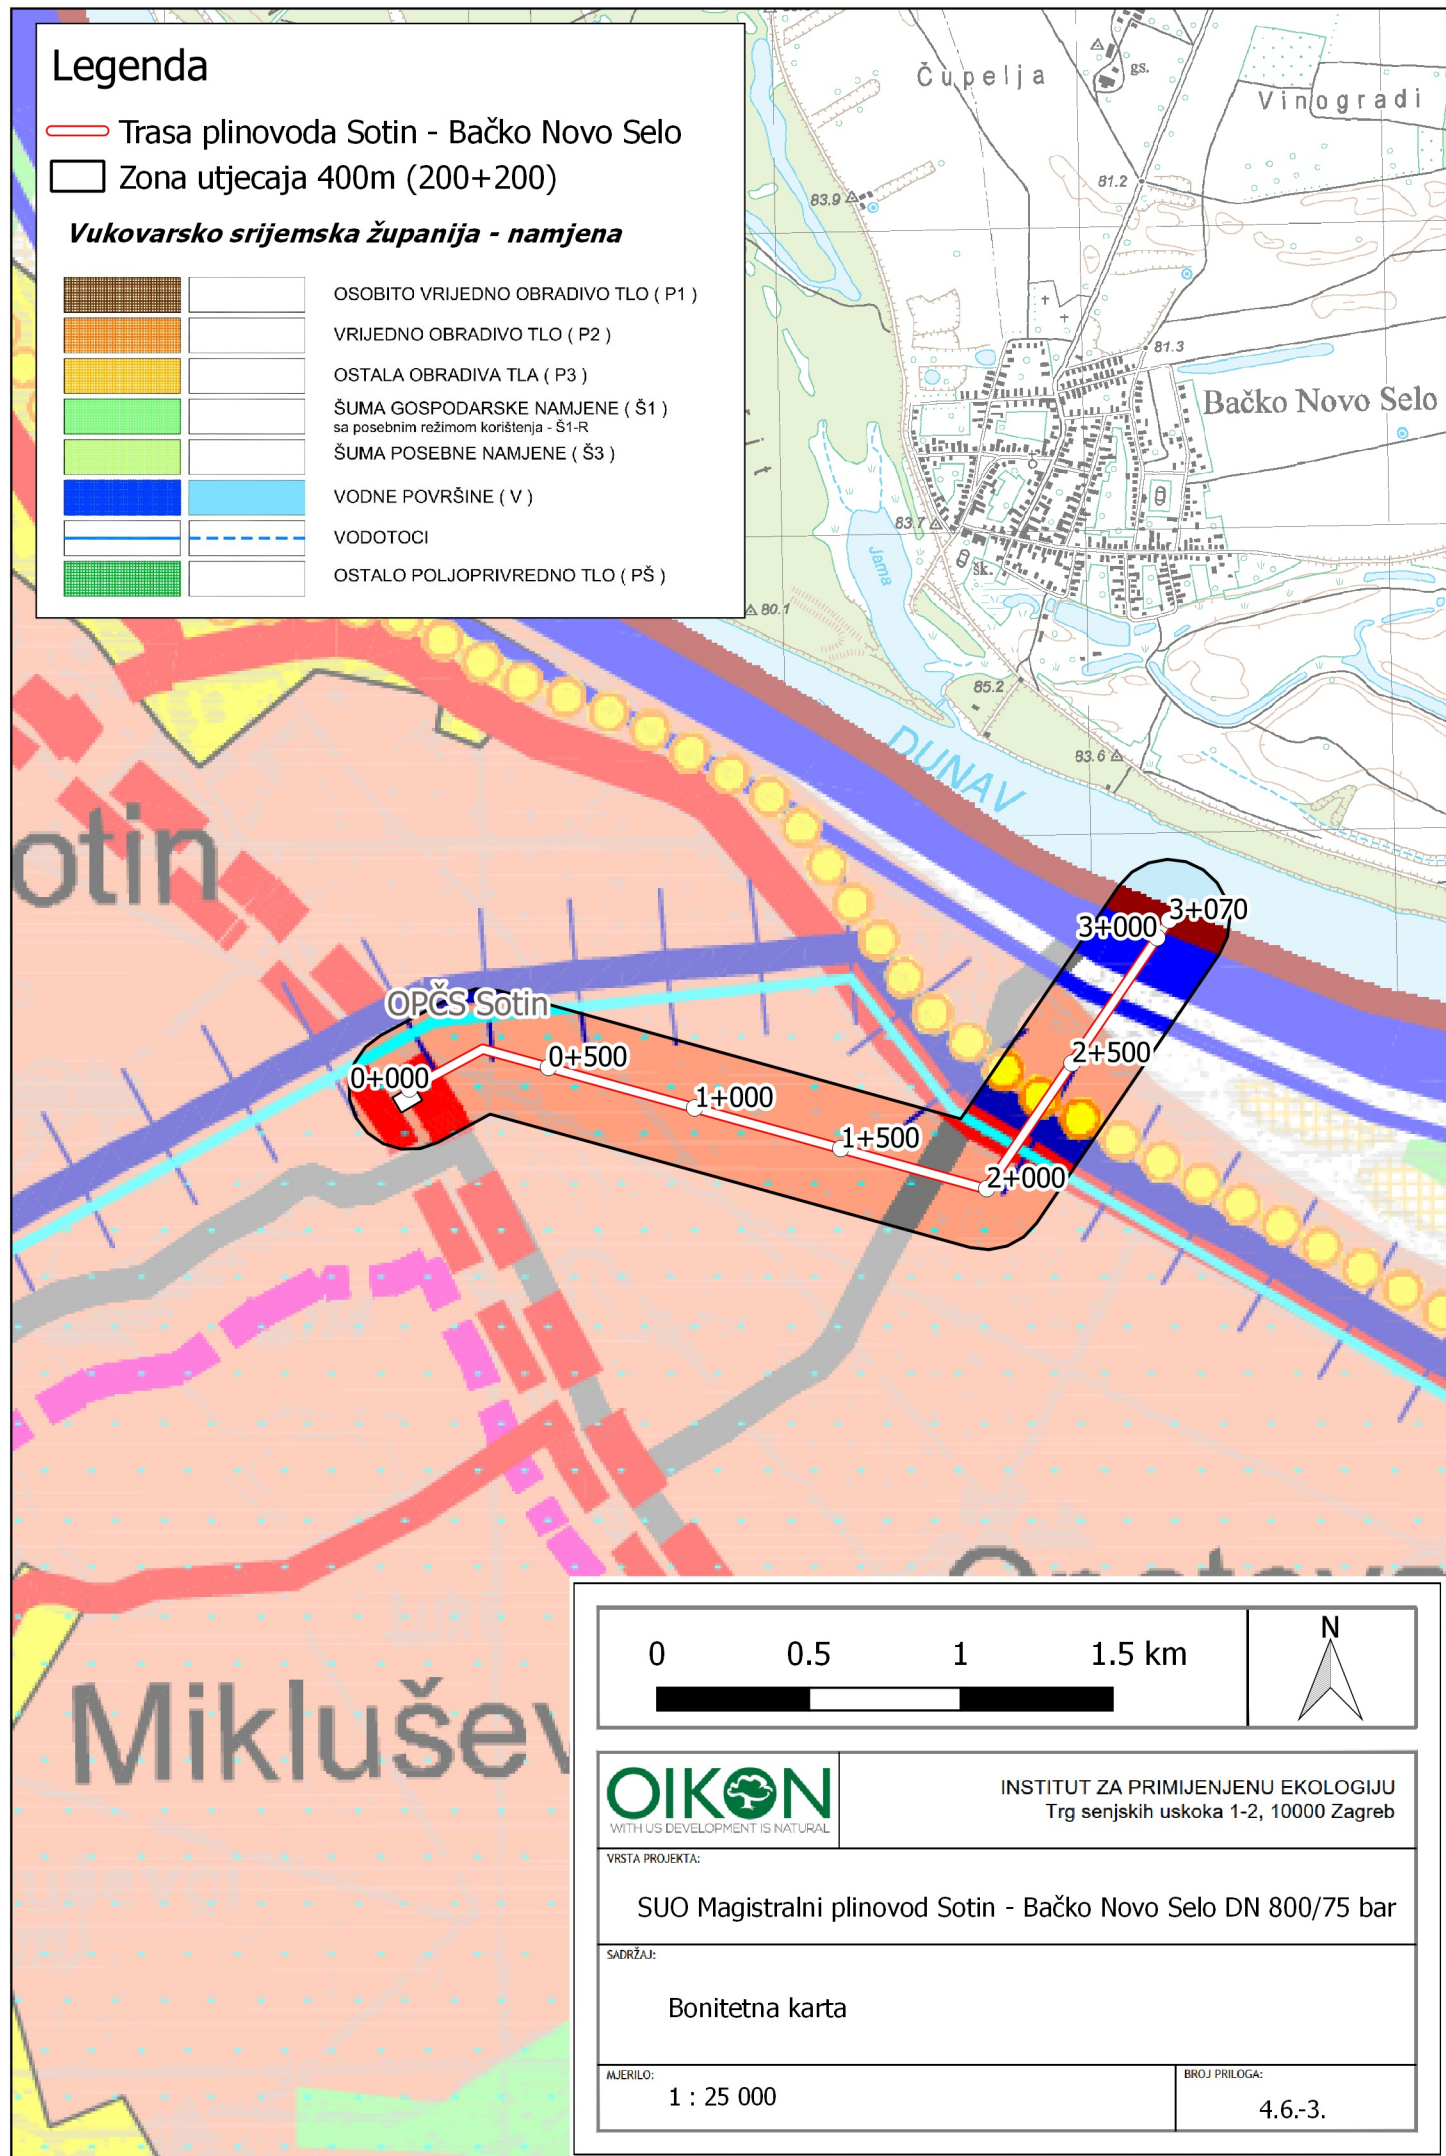 Legenda
Trasa plinovoda Sotin - Bačko Novo Selo
Zona utjecaja 400m (200+200)
Vukovarsko srijemska županija - namjena
OSOBITO VRIJEDNO OBRADIVO TLO ( P1 )
VRIJEDNO OBRADIVO TLO ( P2 )
OSTALA OBRADIVA TLA ( P3 )
ŠUMA GOSPODARSKE NAMJENE ( Š1 )
sa posebnim režimom korištenja - Š1-R
ŠUMA POSEBNE NAMJENE ( Š3 )
VODNE POVRŠINE ( V )
VODOTOCI
OSTALO POLJOPRIVREDNO TLO ( PŠ )
Čupelja
gs.
Vinogradi
81.2
83.9
81.3
Bačko Novo Selo
83.7
Jama
šk.
80.1
85.2
83.6
DUNAV
otin
3+070
3+000
OPČS Sotin
0+000
0+500
2+500
1+000
1+500
2+000
Miklušev
0 0.5 1 1.5 km
N
OIKON
WITH US DEVELOPMENT IS NATURAL
INSTITUT ZA PRIMIJENJENU EKOLOGIJU
Trg senjskih uskoka 1-2, 10000 Zagreb
VRSTA PROJEKTA:
SUO Magistralni plinovod Sotin - Bačko Novo Selo DN 800/75 bar
SADRŽAJ:
Bonitetna karta
MJERILO:
1 : 25 000
BROJ PRILOGA:
4.6.-3.